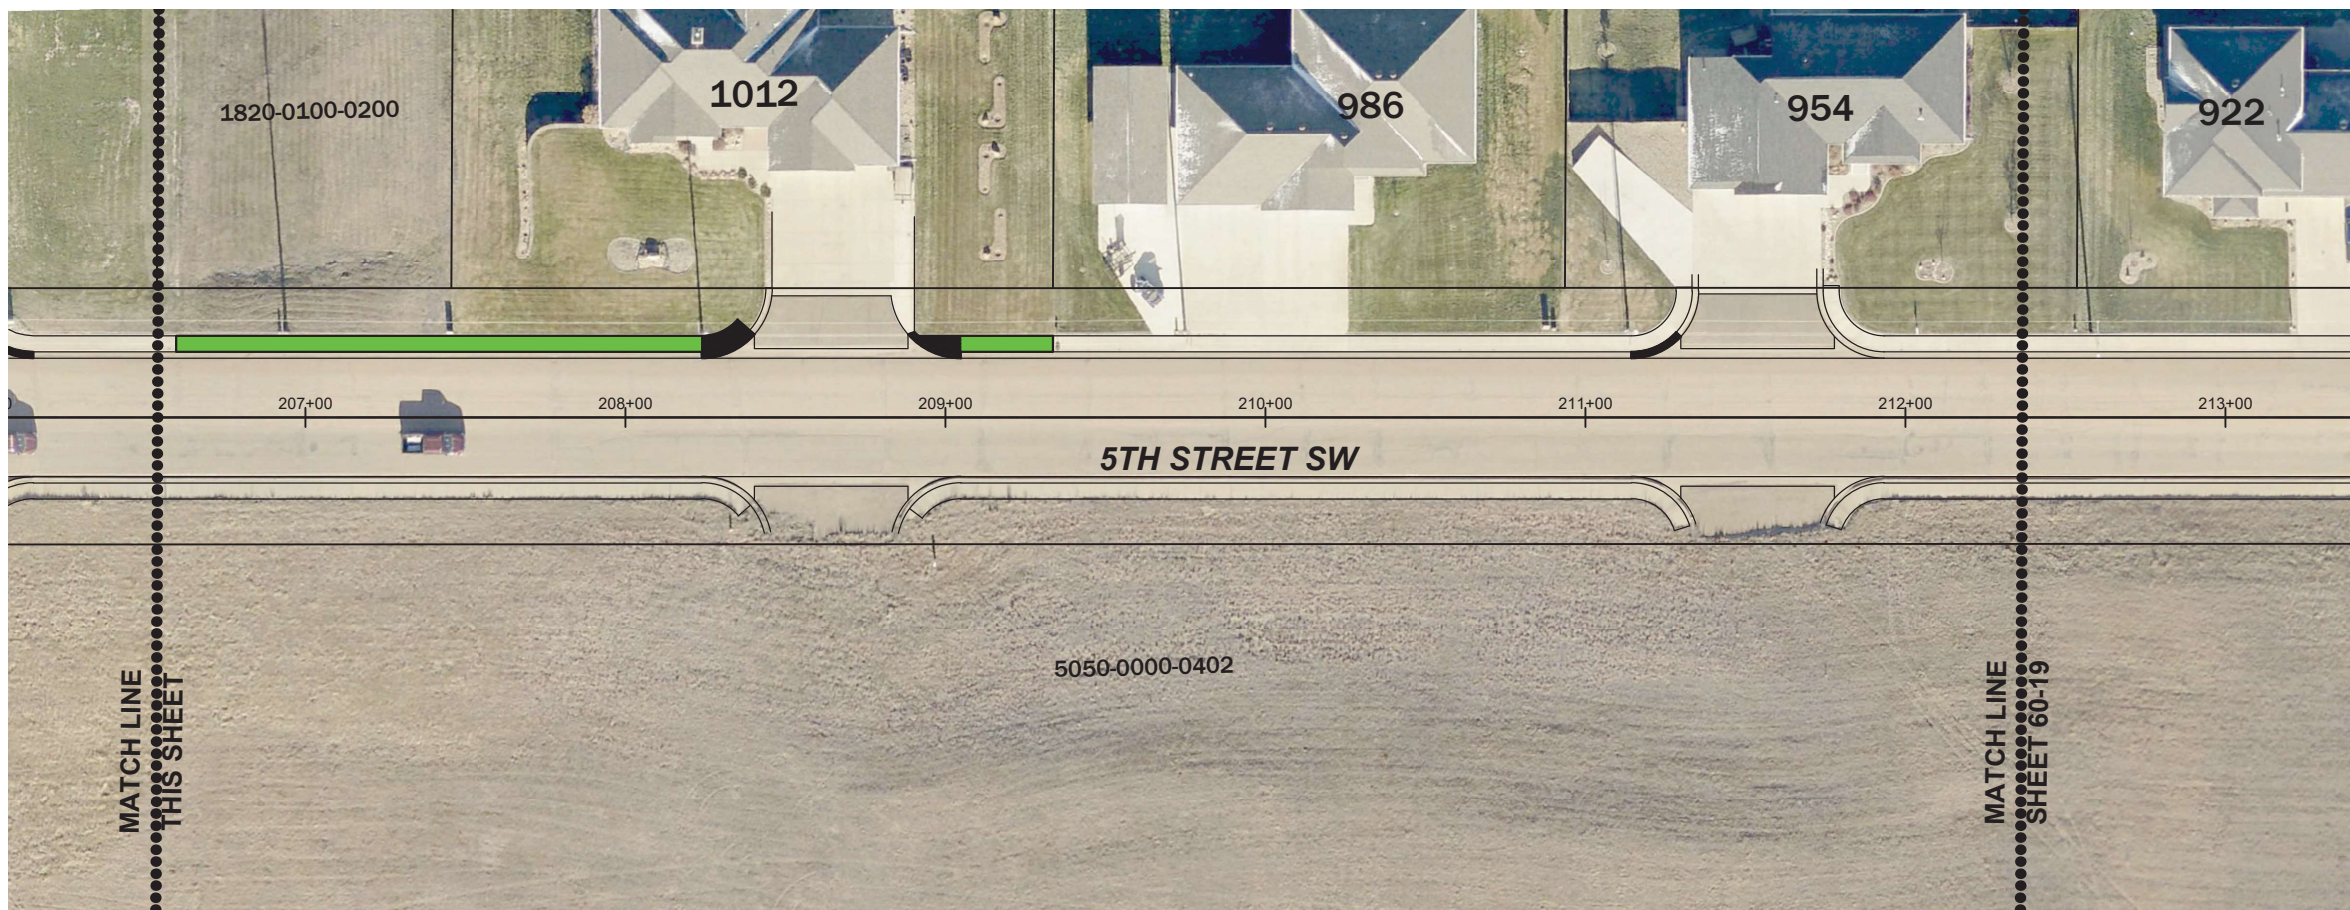 1012
986
954
922
1820-0100-0200
207+00
208+00
209+00
210+00
211+00
212+00
213+00
5TH STREET SW
5050-0000-0402
MATCH LINE
THIS SHEET
MATCH LINE
SHEET 60-19